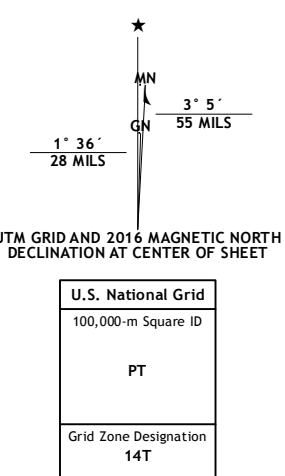 ★
MN
3° 5´
55 MILS
GN
1° 36´
28 MILS
UTM GRID AND 2016 MAGNETIC NORTH
DECLINATION AT CENTER OF SHEET
U.S. National Grid
100,000-m Square ID
PT
Grid Zone Designation
14T